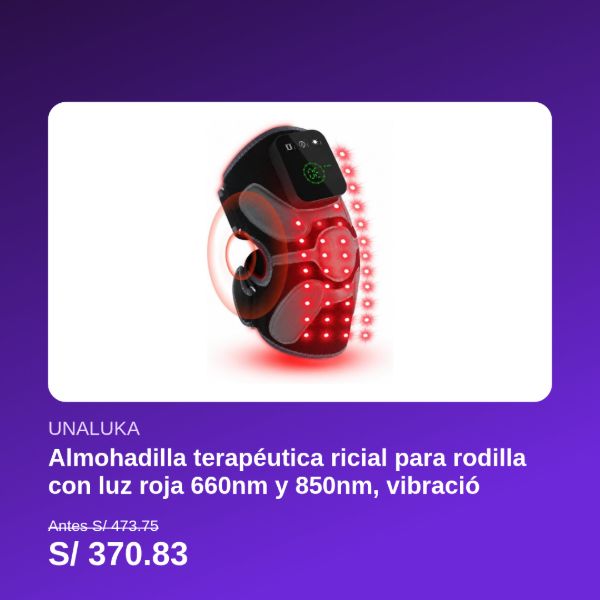 UNALUKA
Almohadilla terapéutica ricial para rodilla
con luz roja 660nm y 850nm, vibració
Antes S/ 473.75
S/ 370.83